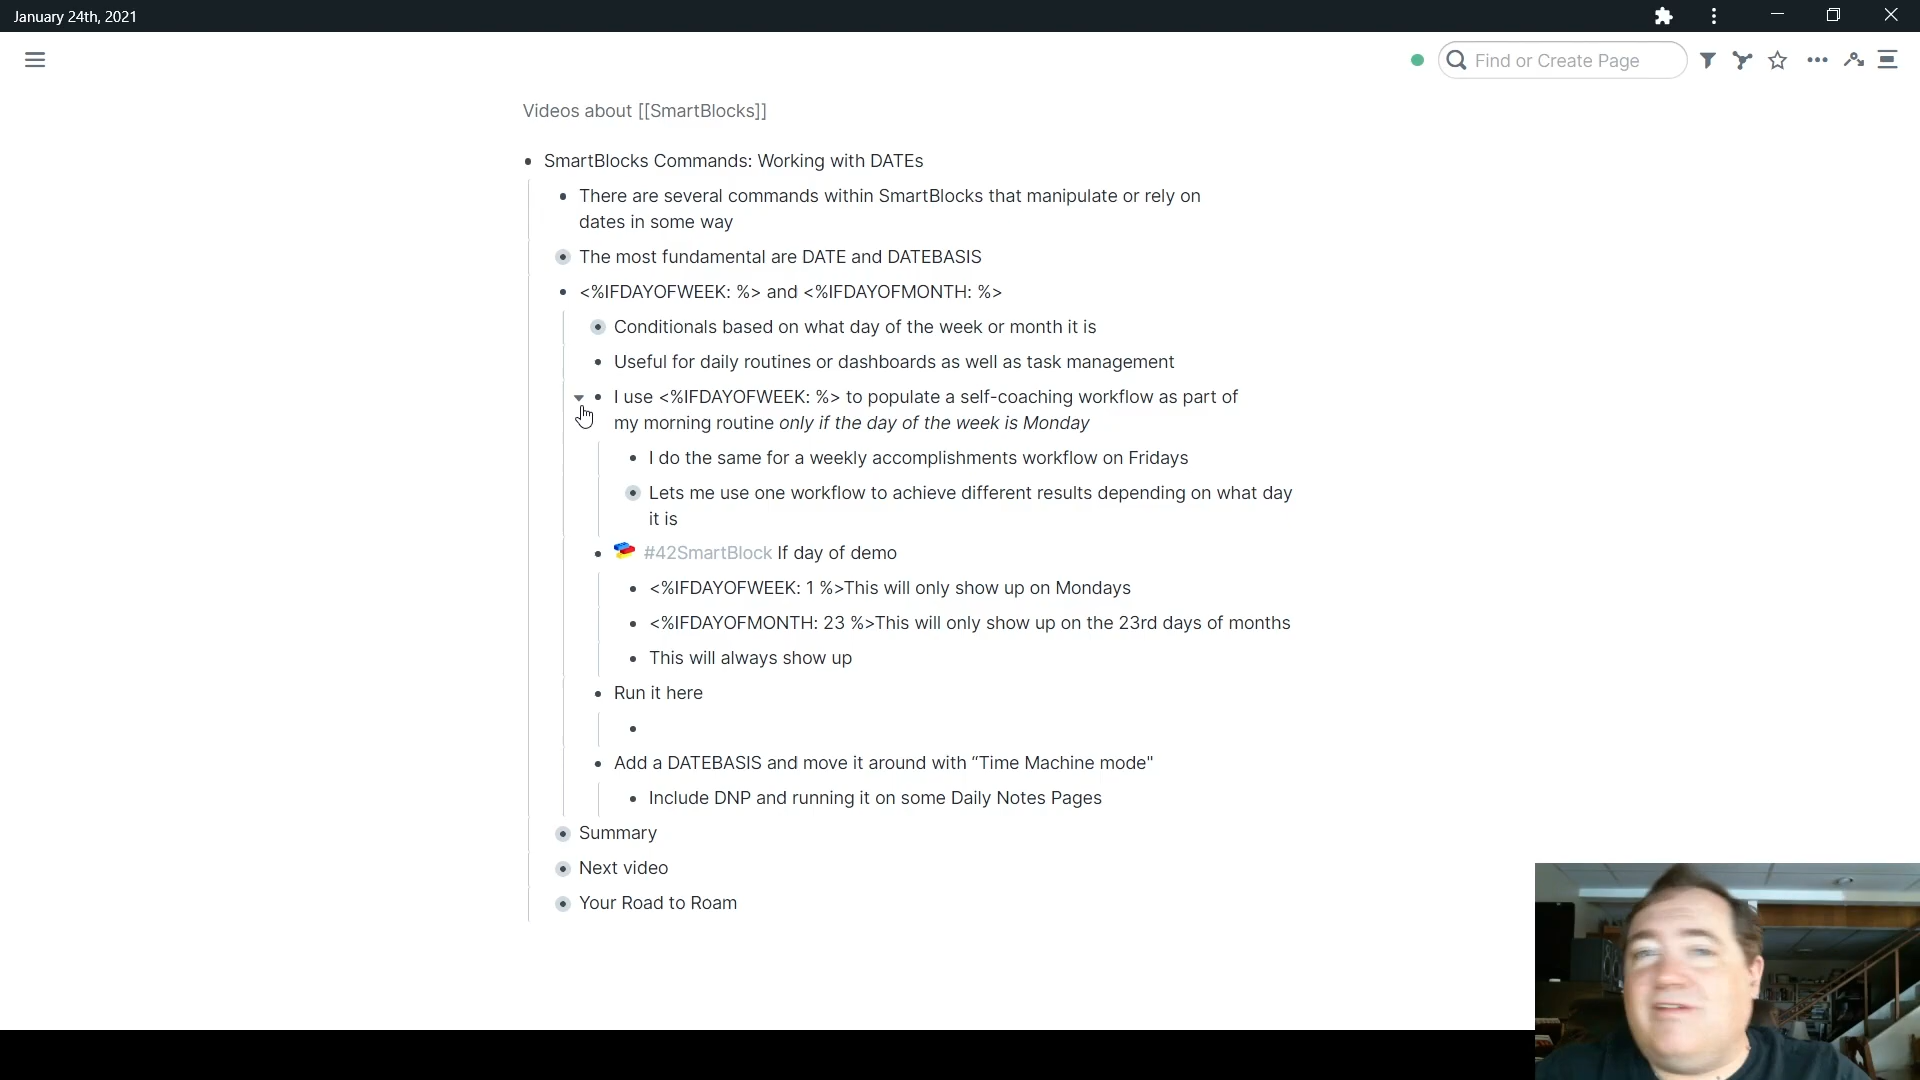 January 24th, 2021
Find or Create Page
Videos about [[SmartBlocks]]
SmartBlocks Commands: Working with DATEs
There are several commands within SmartBlocks that manipulate or rely on
dates in some way
The most fundamental are DATE and DATEBASIS
<%IFDAYOFWEEK: %> and <%IFDAYOFMONTH: %>
Conditionals based on what day of the week or month it is
Useful for daily routines or dashboards as well as task management
I use <%IFDAYOFWEEK: %> to populate a self-coaching workflow as part of
my morning routine only if the day of the week is Monday
I do the same for a weekly accomplishments workflow on Fridays
Lets me use one workflow to achieve different results depending on what day
it is
#42SmartBlock If day of demo
<%IFDAYOFWEEK: 1 %>This will only show up on Mondays
<%IFDAYOFMONTH: 23 %>This will only show up on the 23rd days of months
This will always show up
Run it here
Add a DATEBASIS and move it around with “Time Machine mode"
Include DNP and running it on some Daily Notes Pages
Summary
Next video
Your Road to Roam